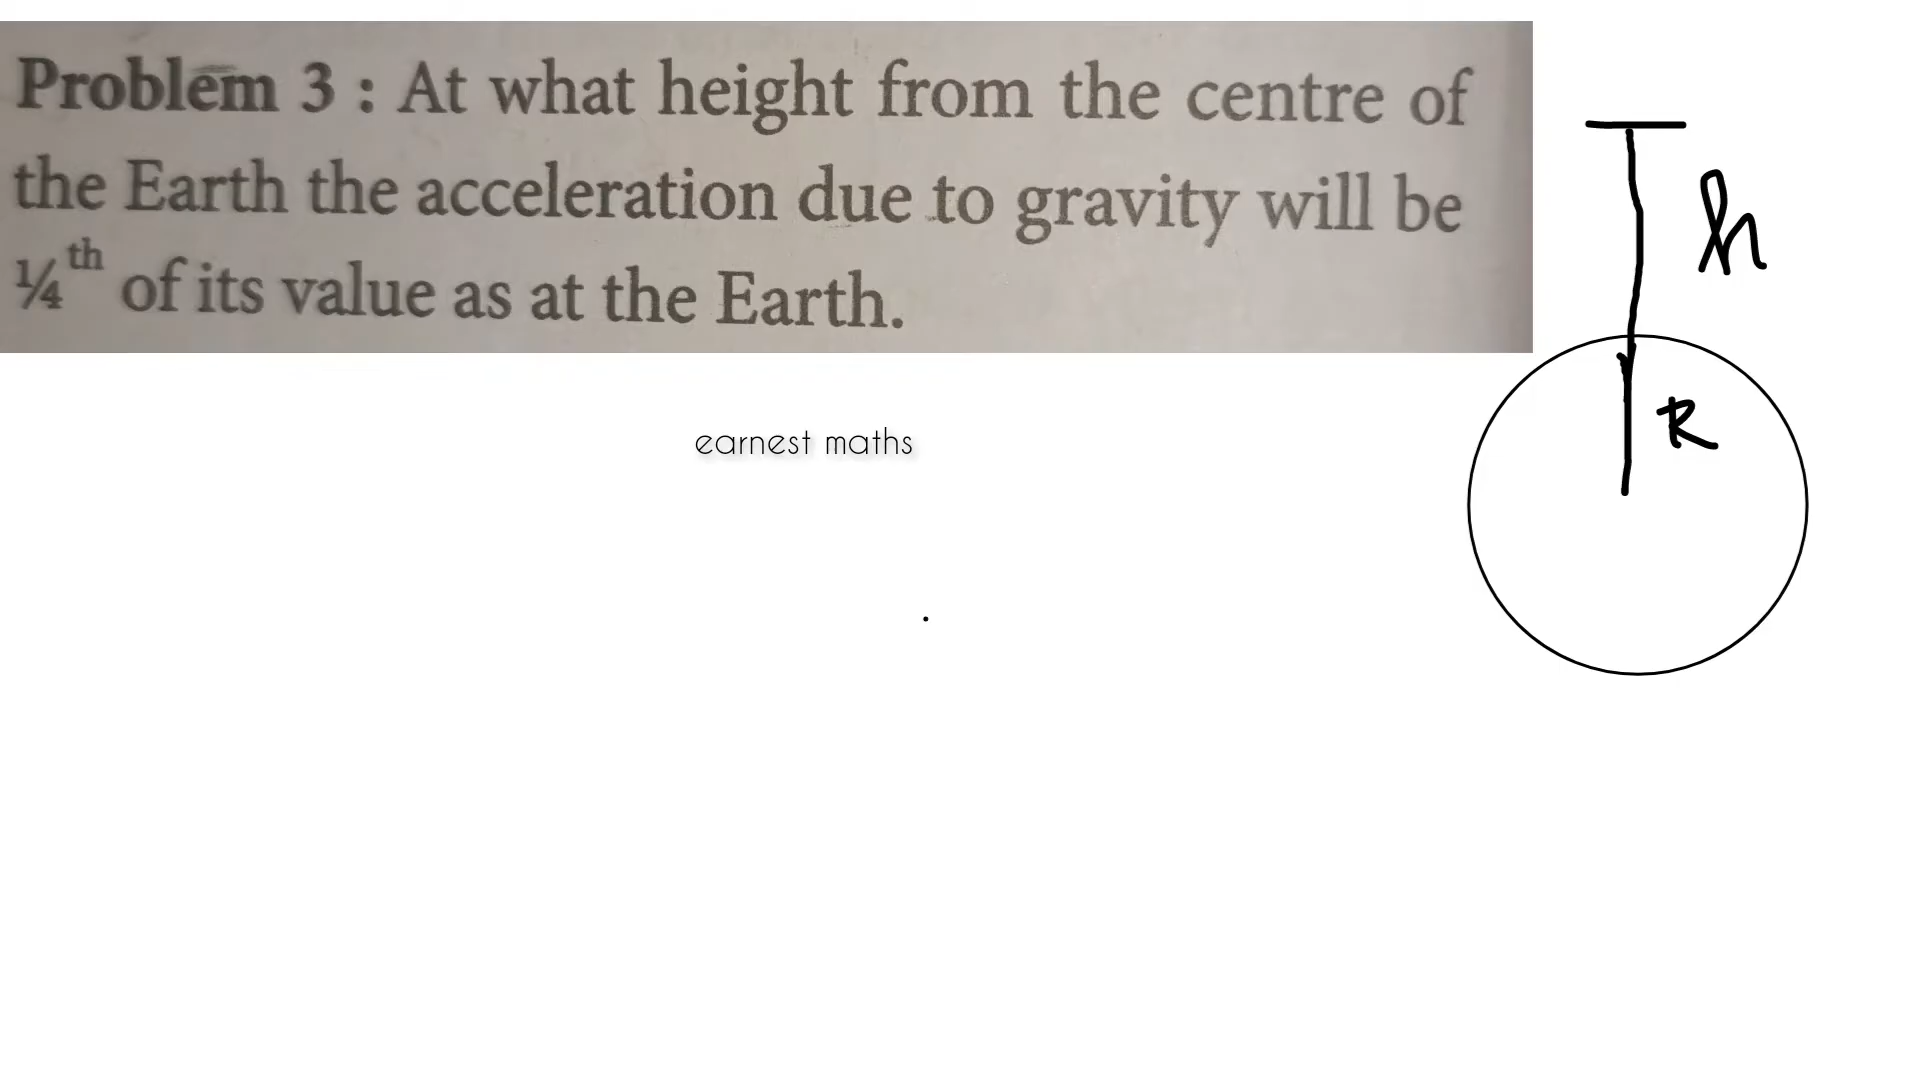 Problem 3 : At what height from the centre of
the Earth the acceleration due to gravity will be
¼th of its value as at the Earth.
h
R
earnest maths